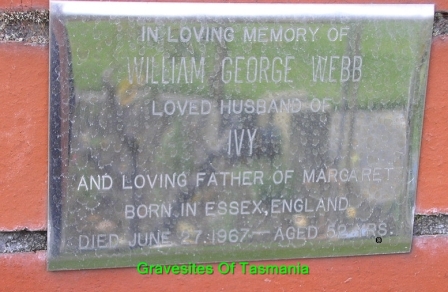 IN LOVING MEMORY OF
WILLIAM GEORGE WEBB
LOVED HUSBAND OF
IVY
AND LOVING FATHER OF MARGARET
BORN IN ESSEX, ENGLAND
DIED JUNE 27. 1967 — AGED YRS.
Gravesites Of Tasmania